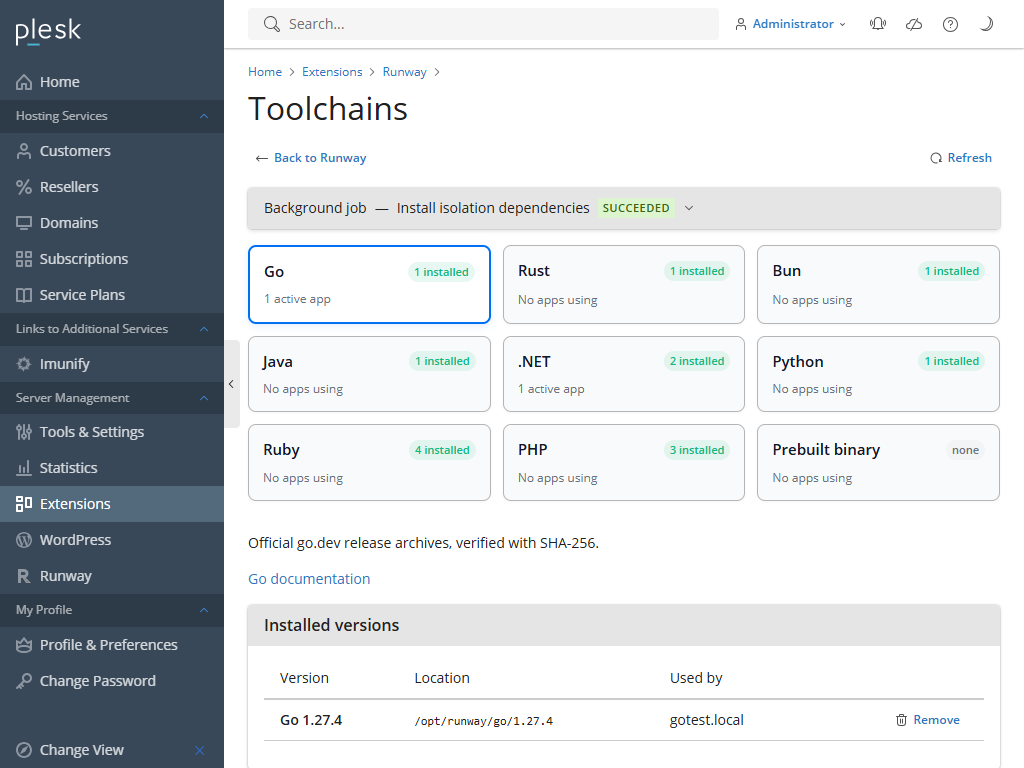 plesk
Search...
Administrator
Home
Hosting Services
Customers
Resellers
Domains
Subscriptions
Service Plans
Links to Additional Services
Imunify
Server Management
Tools & Settings
Statistics
Extensions
WordPress
Runway
My Profile
Profile & Preferences
Change Password
Change View
Home > Extensions > Runway >
Toolchains
← Back to Runway
Refresh
Background job — Install isolation dependencies SUCCEEDED
Go 1 installed
1 active app
Rust 1 installed
No apps using
Bun 1 installed
No apps using
Java 1 installed
No apps using
.NET 2 installed
1 active app
Python 1 installed
No apps using
Ruby 4 installed
No apps using
PHP 3 installed
No apps using
Prebuilt binary none
No apps using
Official go.dev release archives, verified with SHA-256.
Go documentation
Installed versions
Version Location Used by
Go 1.27.4 /opt/runway/go/1.27.4 gotest.local Remove